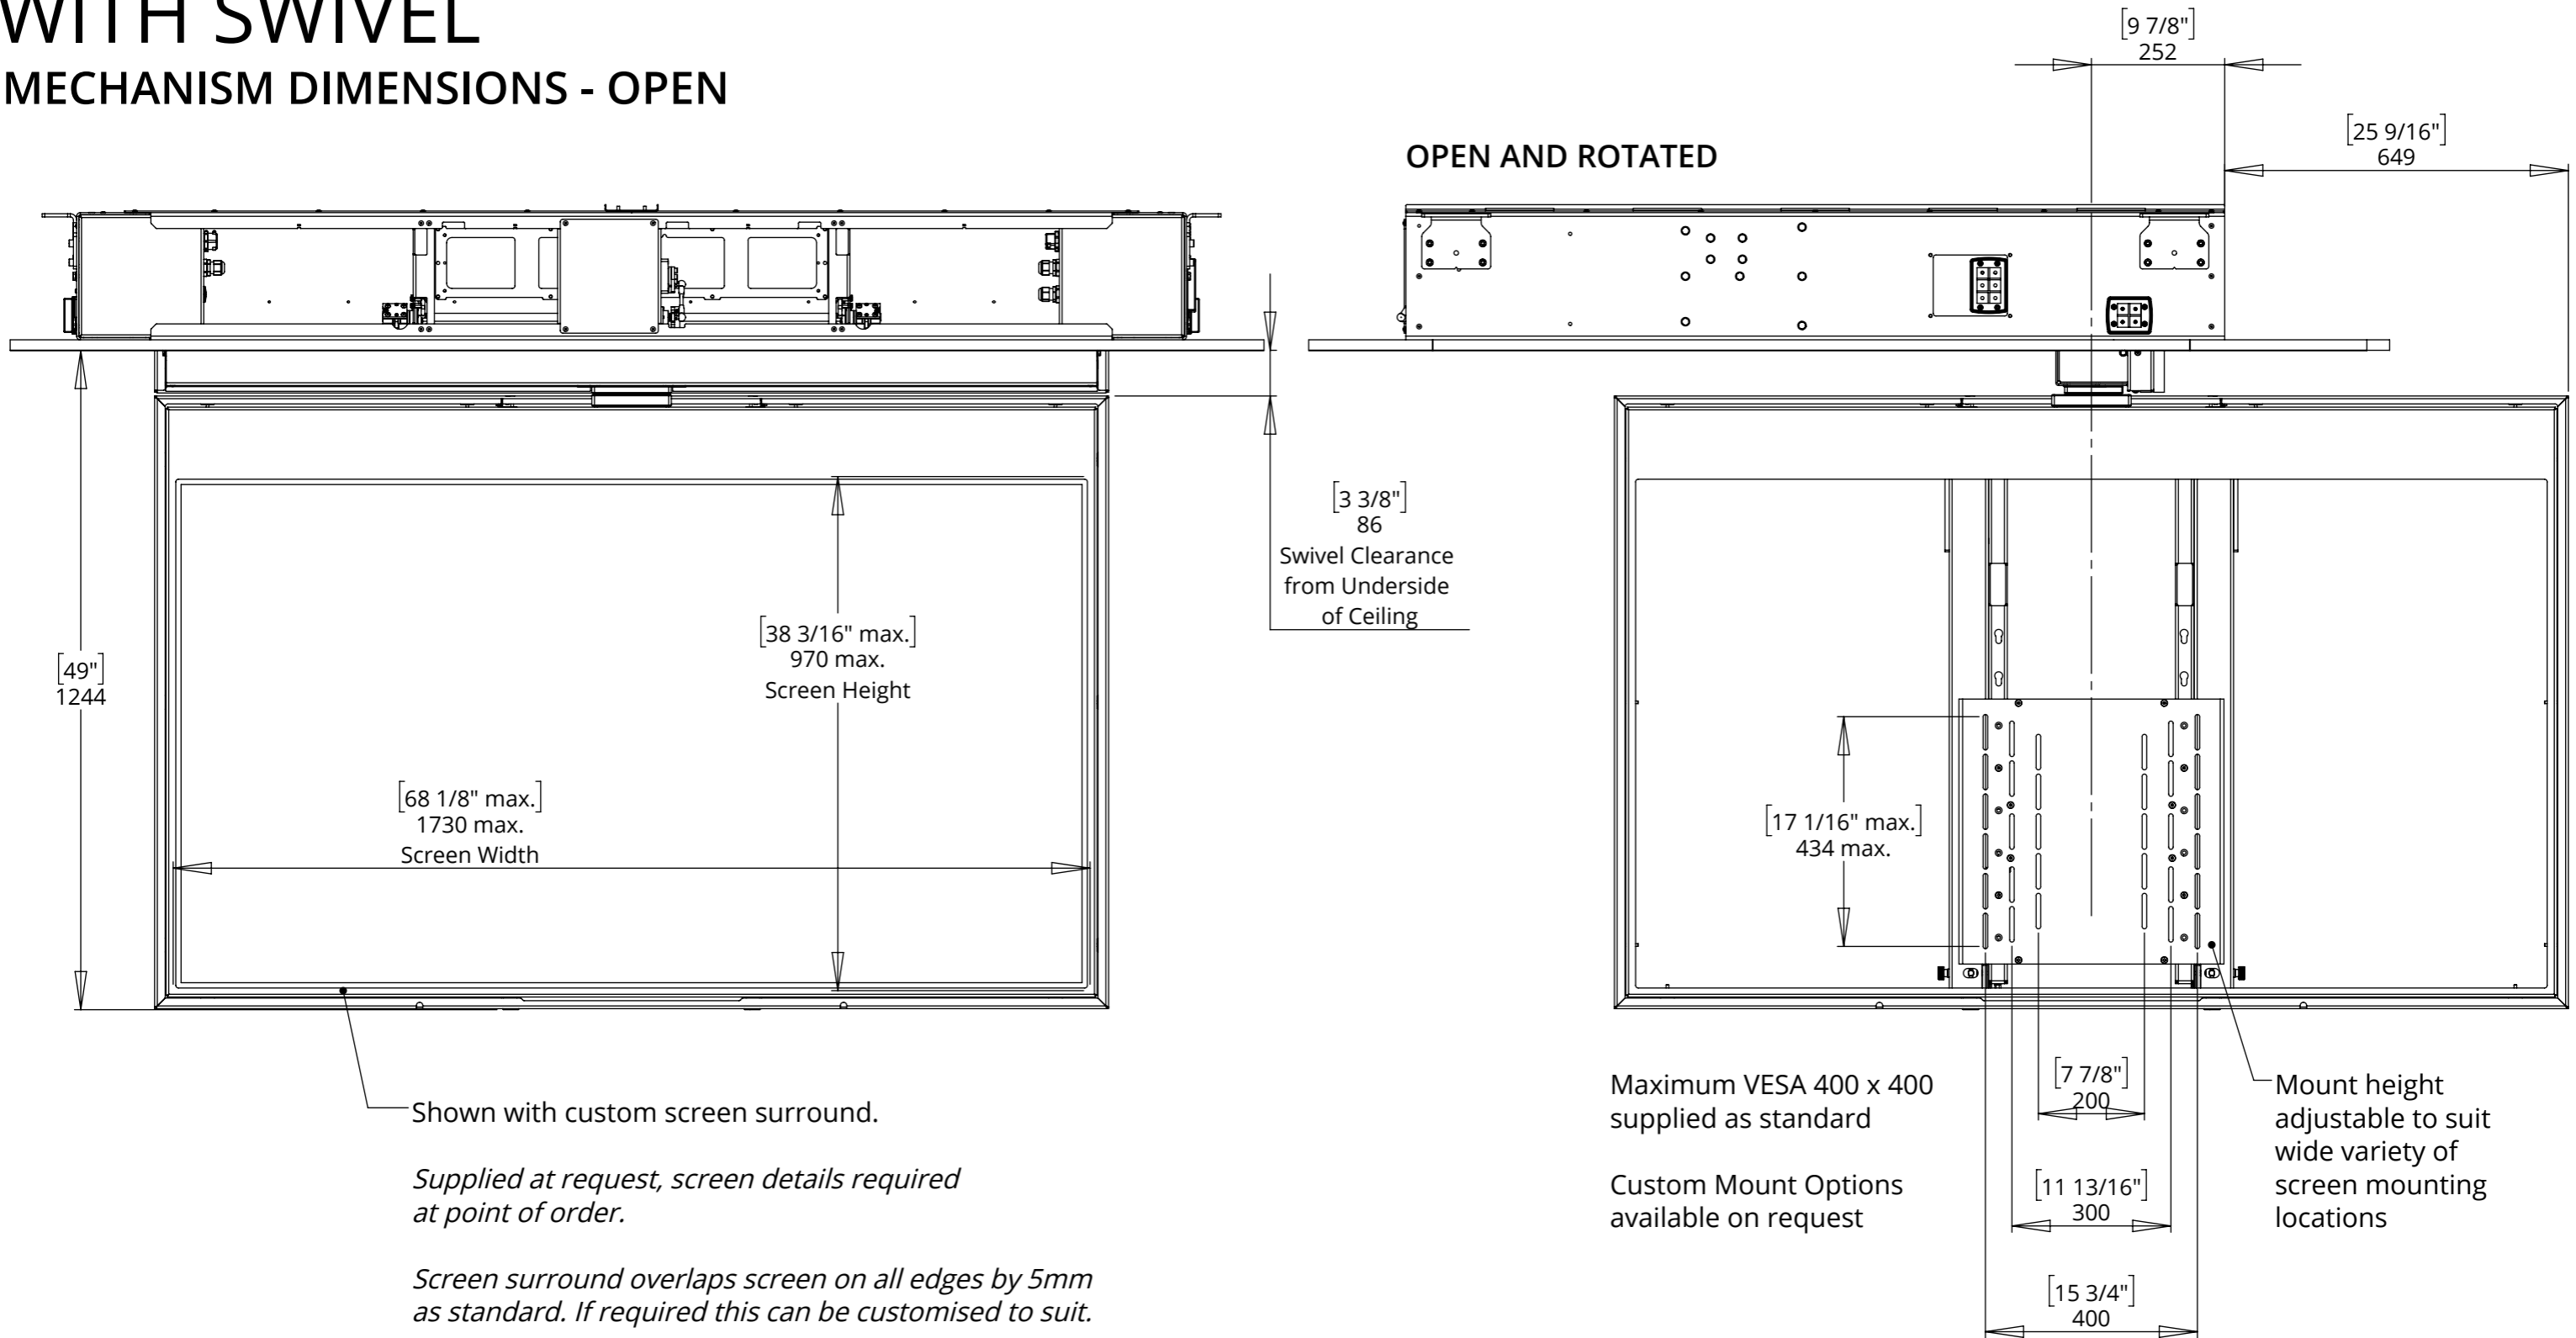 WITH SWIVEL
MECHANISM DIMENSIONS - OPEN
[9 7/8"]
252
[25 9/16"]
649
OPEN AND ROTATED
[3 3/8"]
86
Swivel Clearance
from Underside
of Ceiling
[38 3/16" max.]
970 max.
Screen Height
[49"]
1244
[68 1/8" max.]
1730 max.
Screen Width
[17 1/16" max.]
434 max.
Shown with custom screen surround.
Supplied at request, screen details required
at point of order.
Screen surround overlaps screen on all edges by 5mm
as standard. If required this can be customised to suit.
Maximum VESA 400 x 400
supplied as standard
Custom Mount Options
available on request
[7 7/8"]
200
[11 13/16"]
300
[15 3/4"]
400
Mount height
adjustable to suit
wide variety of
screen mounting
locations